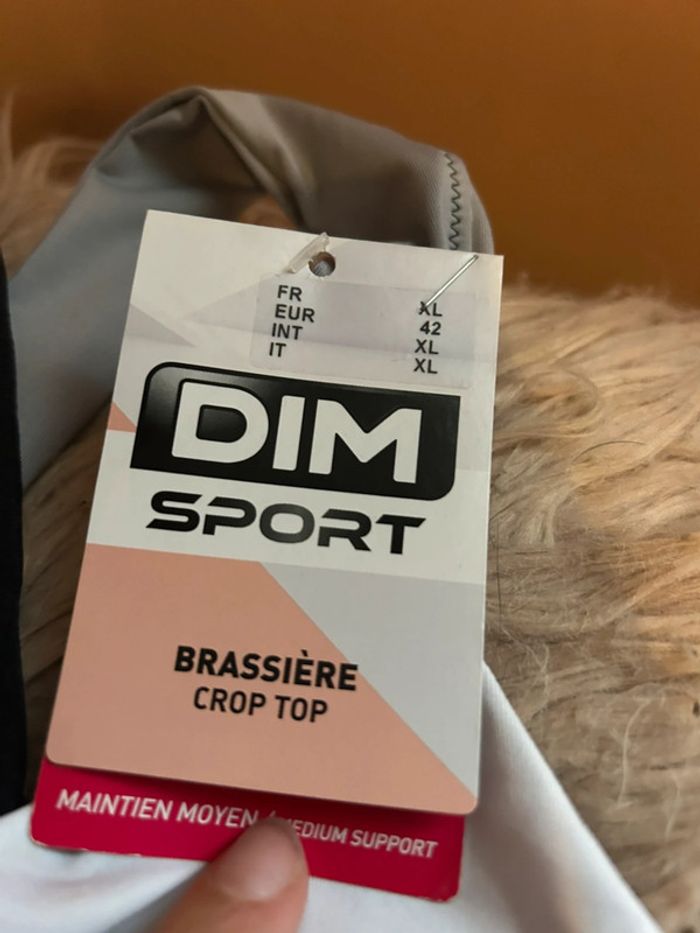 FR XL
EUR 42
INT XL
IT XL
DIM
SPORT
BRASSIÈRE
CROP TOP
MAINTIEN MOYEN / MEDIUM SUPPORT